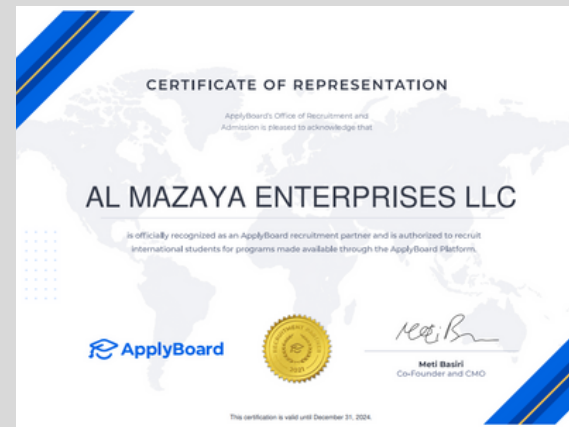 CERTIFICATE OF REPRESENTATION
ApplyBoard's Office of Recruitment and
Admission is pleased to acknowledge that
AL MAZAYA ENTERPRISES LLC
is officially recognized as an ApplyBoard recruitment partner and is authorized to recruit
international students for programs made available through the ApplyBoard Platform.
ApplyBoard
RECRUITMENT
2021
Meti Basiri
Co-Founder and CMO
This certification is valid until December 31, 2024.